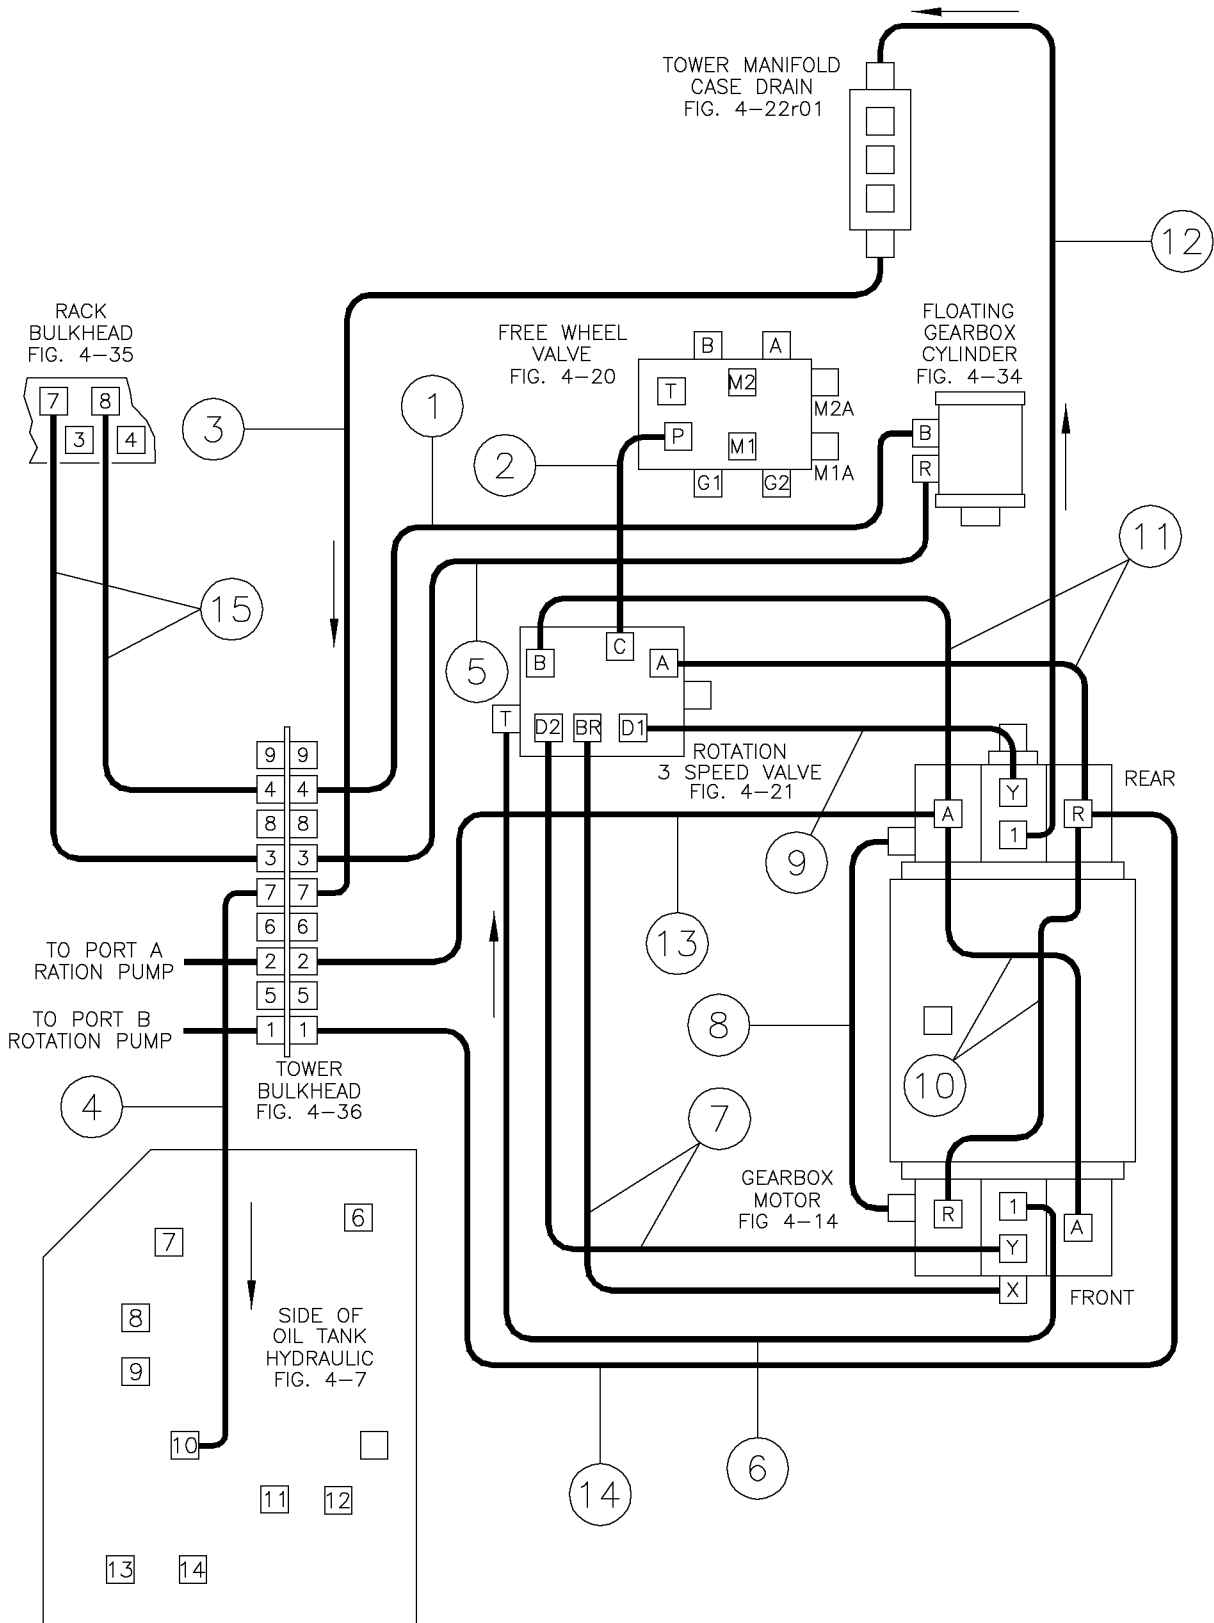 TOWER MANIFOLD
CASE DRAIN
FIG. 4-22r01
12
RACK
BULKHEAD
FIG. 4-35
7
8
3
4
3
1
FREE WHEEL
VALVE
FIG. 4-20
B
A
T
M2
M2A
P
M1
M1A
G1
G2
2
FLOATING
GEARBOX
CYLINDER
FIG. 4-34
B
R
11
15
5
B
C
A
T
D2
BR
D1
ROTATION
3 SPEED VALVE
FIG. 4-21
9
REAR
Y
A
R
1
9 9
4 4
8 8
3 3
7 7
6 6
2 2
5 5
1 1
TO PORT A
RATION PUMP
TO PORT B
ROTATION PUMP
TOWER
BULKHEAD
FIG. 4-36
13
8
10
4
7
GEARBOX
MOTOR
FIG 4-14
R
1
A
Y
X
FRONT
6
7
8
9
SIDE OF
OIL TANK
HYDRAULIC
FIG. 4-7
10
11
12
13
14
6
14